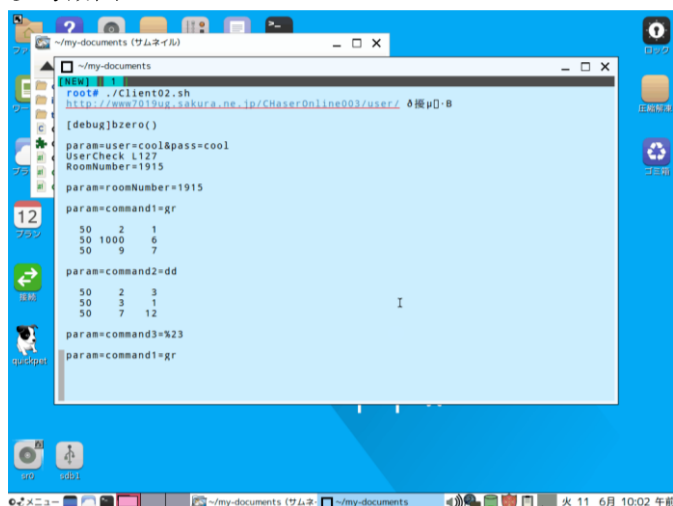 ~/my-documents (サムネイル)
ロック
~/my-documents
[NEW] 1
root# ./Client02.sh
http://www7019ug.sakura.ne.jp/CHaserOnline003/user/
[debug]bzero()
圧縮解凍
param=user=cool&pass=cool
UserCheck L127
RoomNumber=1915
ゴミ箱
param=roomNumber=1915
param=command1=gr
12
プラン
50 2 1
50 1000 6
50 9 7
param=command2=dd
接続
50 2 3
50 3 1
50 7 12
param=command3=%23
quickpet
param=command1=gr
sr0
sdb1
メニュー
~/my-documents (サムネ
~/my-documents
火 11 6月 10:02 午前